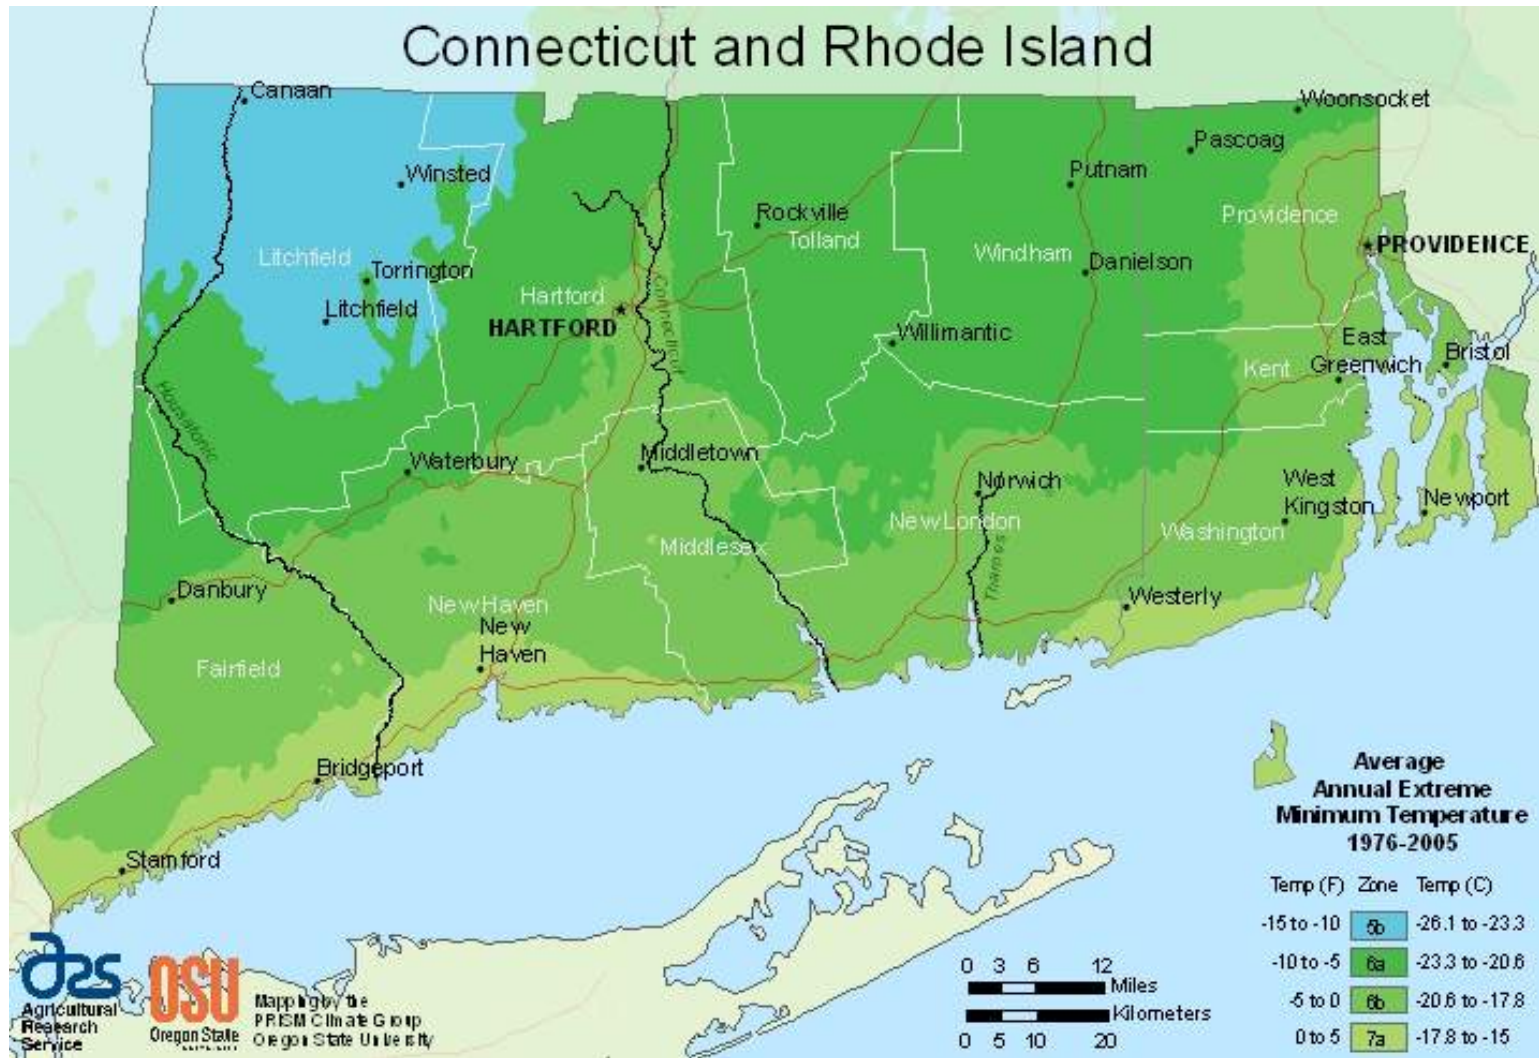 Connecticut and Rhode Island
Canaan
Woonsocket
Pascoag
Winsted
Putnam
Rockville
Tolland
Providence
PROVIDENCE
Litchfield
Torrington
Windham
Danielson
Hartford
HARTFORD
Connecticut
Litchfield
Willimantic
East
Greenwich
Bristol
Kent
Housatonic
Waterbury
Middletown
Norwich
West
Kingston
Newport
New London
Washington
Middlesex
Thames
Danbury
New Haven
Westerly
New
Haven
Fairfield
Bridgeport
Stamford
Average
Annual Extreme
Minimum Temperature
1976-2005
Temp (F) Zone Temp (C)
-15 to -10 5b -26.1 to -23.3
-10 to -5 6a -23.3 to -20.6
-5 to 0 6b -20.6 to -17.8
0 to 5 7a -17.8 to -15
0 3 6 12
Miles
Kilometers
0 5 10 20
ars
Agricultural
Research
Service
OSU
Oregon State
Mapping by the
PRISM Climate Group
Oregon State University